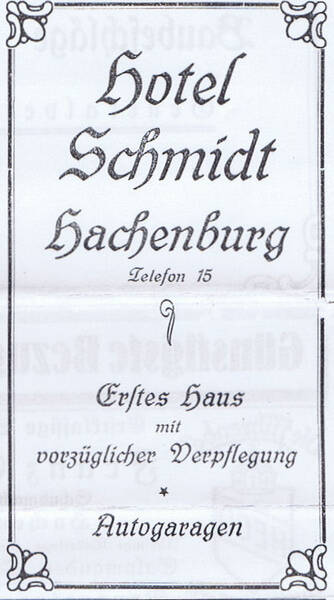 Hotel
Schmidt
Hachenburg
Telefon 15
Erſtes Haus
mit
vorzüglicher Verpflegung
*
Autogaragen